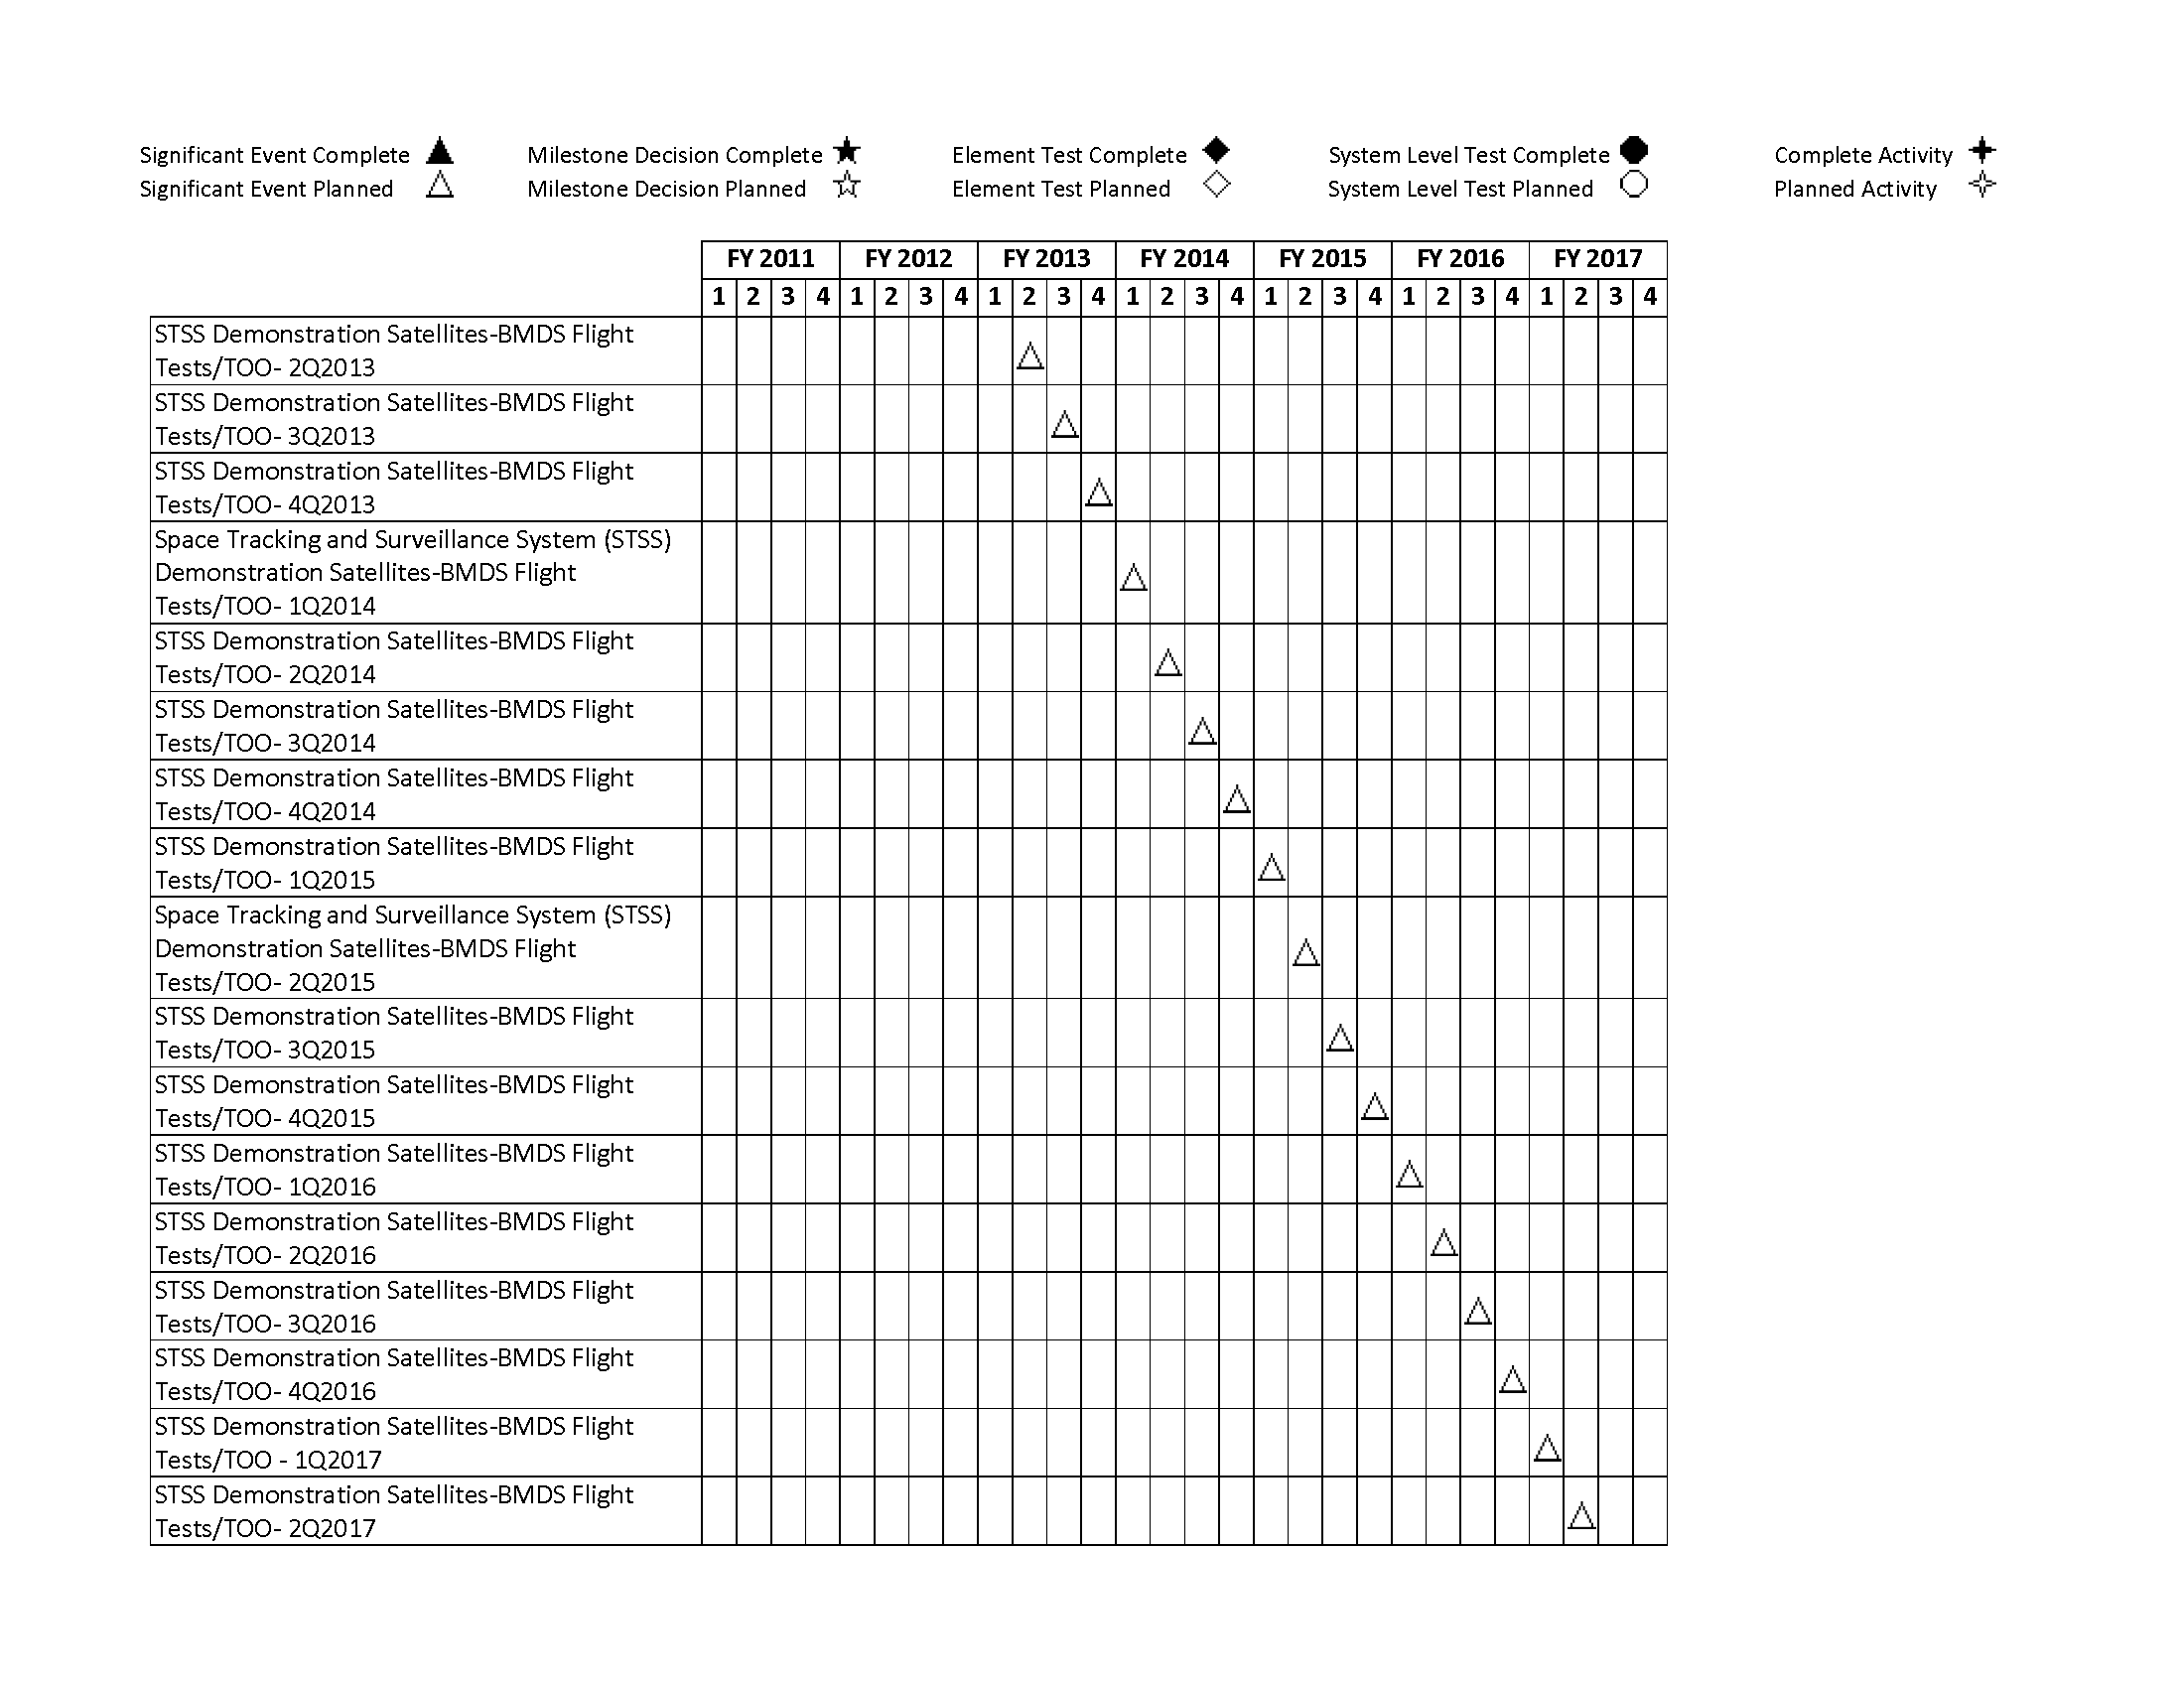 Significant Event Complete Milestone Decision Complete Element Test Complete System Level Test Complete Complete Activity
Significant Event Planned Milestone Decision Planned Element Test Planned System Level Test Planned Planned Activity
FY 2011 FY 2012 FY 2013 FY 2014 FY 2015 FY 2016 FY 2017
1 2 3 4 1 2 3 4 1 2 3 4 1 2 3 4 1 2 3 4 1 2 3 4 1 2 3 4
STSS Demonstration Satellites-BMDS Flight
Tests/TOO- 2Q2013
STSS Demonstration Satellites-BMDS Flight
Tests/TOO- 3Q2013
STSS Demonstration Satellites-BMDS Flight
Tests/TOO- 4Q2013
Space Tracking and Surveillance System (STSS)
Demonstration Satellites-BMDS Flight
Tests/TOO- 1Q2014
STSS Demonstration Satellites-BMDS Flight
Tests/TOO- 2Q2014
STSS Demonstration Satellites-BMDS Flight
Tests/TOO- 3Q2014
STSS Demonstration Satellites-BMDS Flight
Tests/TOO- 4Q2014
STSS Demonstration Satellites-BMDS Flight
Tests/TOO- 1Q2015
Space Tracking and Surveillance System (STSS)
Demonstration Satellites-BMDS Flight
Tests/TOO- 2Q2015
STSS Demonstration Satellites-BMDS Flight
Tests/TOO- 3Q2015
STSS Demonstration Satellites-BMDS Flight
Tests/TOO- 4Q2015
STSS Demonstration Satellites-BMDS Flight
Tests/TOO- 1Q2016
STSS Demonstration Satellites-BMDS Flight
Tests/TOO- 2Q2016
STSS Demonstration Satellites-BMDS Flight
Tests/TOO- 3Q2016
STSS Demonstration Satellites-BMDS Flight
Tests/TOO- 4Q2016
STSS Demonstration Satellites-BMDS Flight
Tests/TOO - 1Q2017
STSS Demonstration Satellites-BMDS Flight
Tests/TOO- 2Q2017